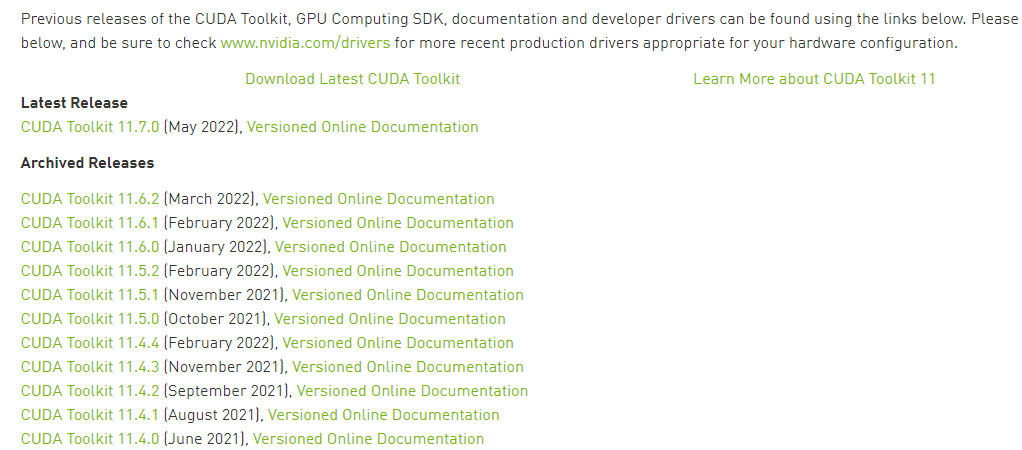 Previous releases of the CUDA Toolkit, GPU Computing SDK, documentation and developer drivers can be found using the links below. Please
below, and be sure to check www.nvidia.com/drivers for more recent production drivers appropriate for your hardware configuration.
Download Latest CUDA Toolkit Learn More about CUDA Toolkit 11
Latest Release
CUDA Toolkit 11.7.0 (May 2022), Versioned Online Documentation
Archived Releases
CUDA Toolkit 11.6.2 (March 2022), Versioned Online Documentation
CUDA Toolkit 11.6.1 (February 2022), Versioned Online Documentation
CUDA Toolkit 11.6.0 (January 2022), Versioned Online Documentation
CUDA Toolkit 11.5.2 (February 2022), Versioned Online Documentation
CUDA Toolkit 11.5.1 (November 2021), Versioned Online Documentation
CUDA Toolkit 11.5.0 (October 2021), Versioned Online Documentation
CUDA Toolkit 11.4.4 (February 2022), Versioned Online Documentation
CUDA Toolkit 11.4.3 (November 2021), Versioned Online Documentation
CUDA Toolkit 11.4.2 (September 2021), Versioned Online Documentation
CUDA Toolkit 11.4.1 (August 2021), Versioned Online Documentation
CUDA Toolkit 11.4.0 (June 2021), Versioned Online Documentation